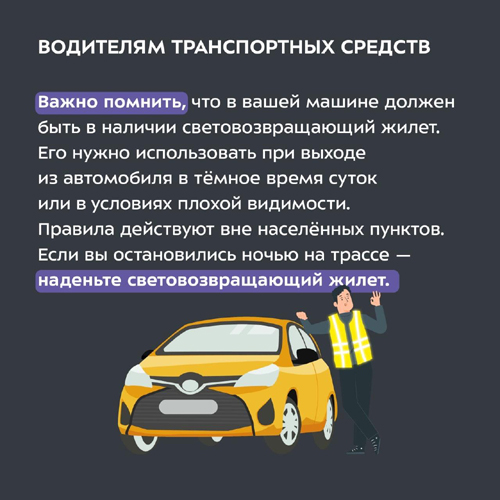 ВОДИТЕЛЯМ ТРАНСПОРТНЫХ СРЕДСТВ
Важно помнить, что в вашей машине должен
быть в наличии световозвращающий жилет.
Его нужно использовать при выходе
из автомобиля в тёмное время суток
или в условиях плохой видимости.
Правила действуют вне населённых пунктов.
Если вы остановились ночью на трассе —
наденьте световозвращающий жилет.